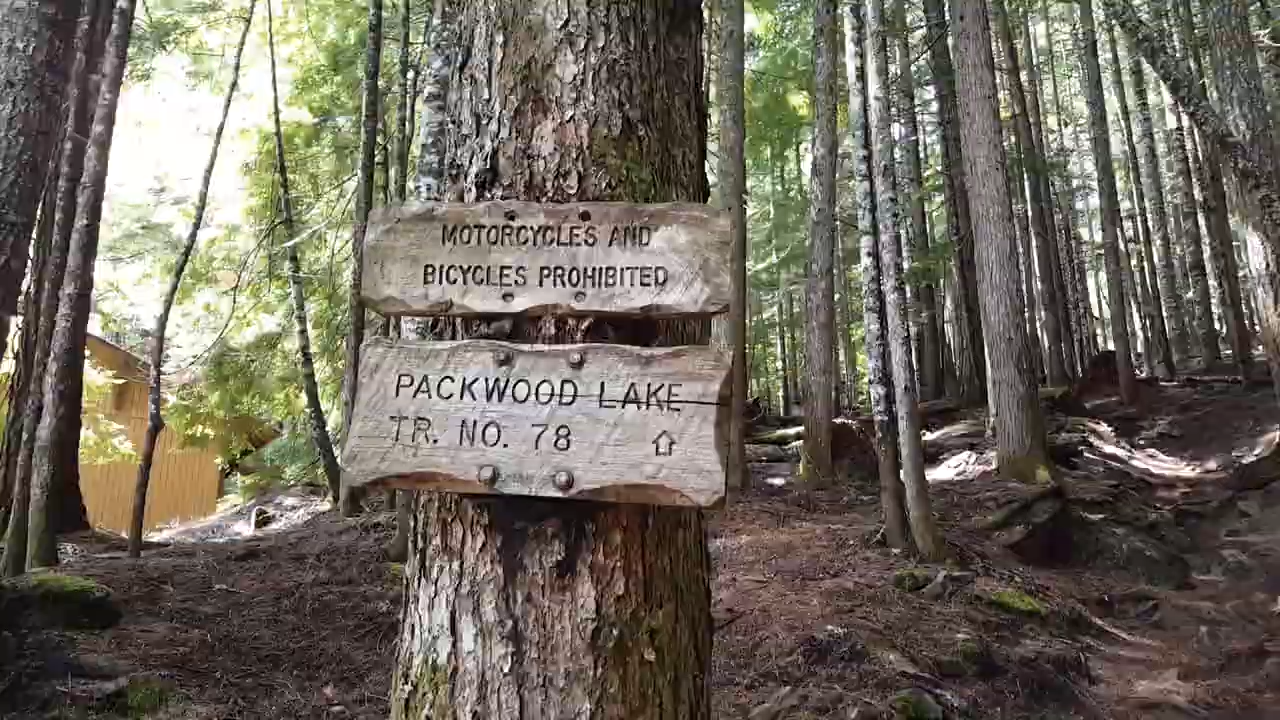 MOTORCYCLES AND
BICYCLES PROHIBITED
PACKWOOD LAKE
TR. NO. 78 ⇧